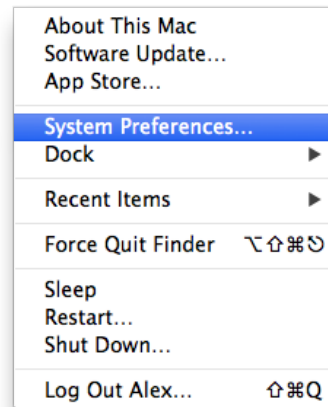 About This Mac
Software Update...
App Store...
System Preferences...
Dock ▶
Recent Items ▶
Force Quit Finder ⌥⇧⌘⎋
Sleep
Restart...
Shut Down...
Log Out Alex... ⇧⌘Q